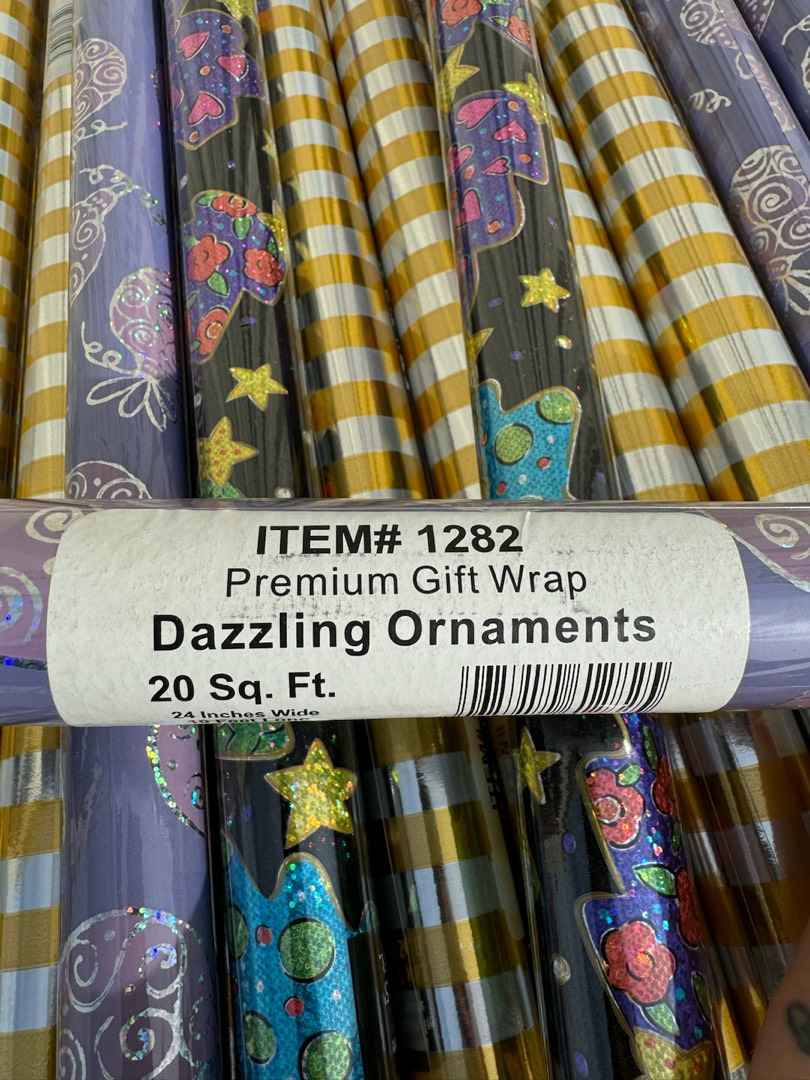 ITEM# 1282
Premium Gift Wrap
Dazzling Ornaments
20 Sq. Ft.
24 Inches Wide